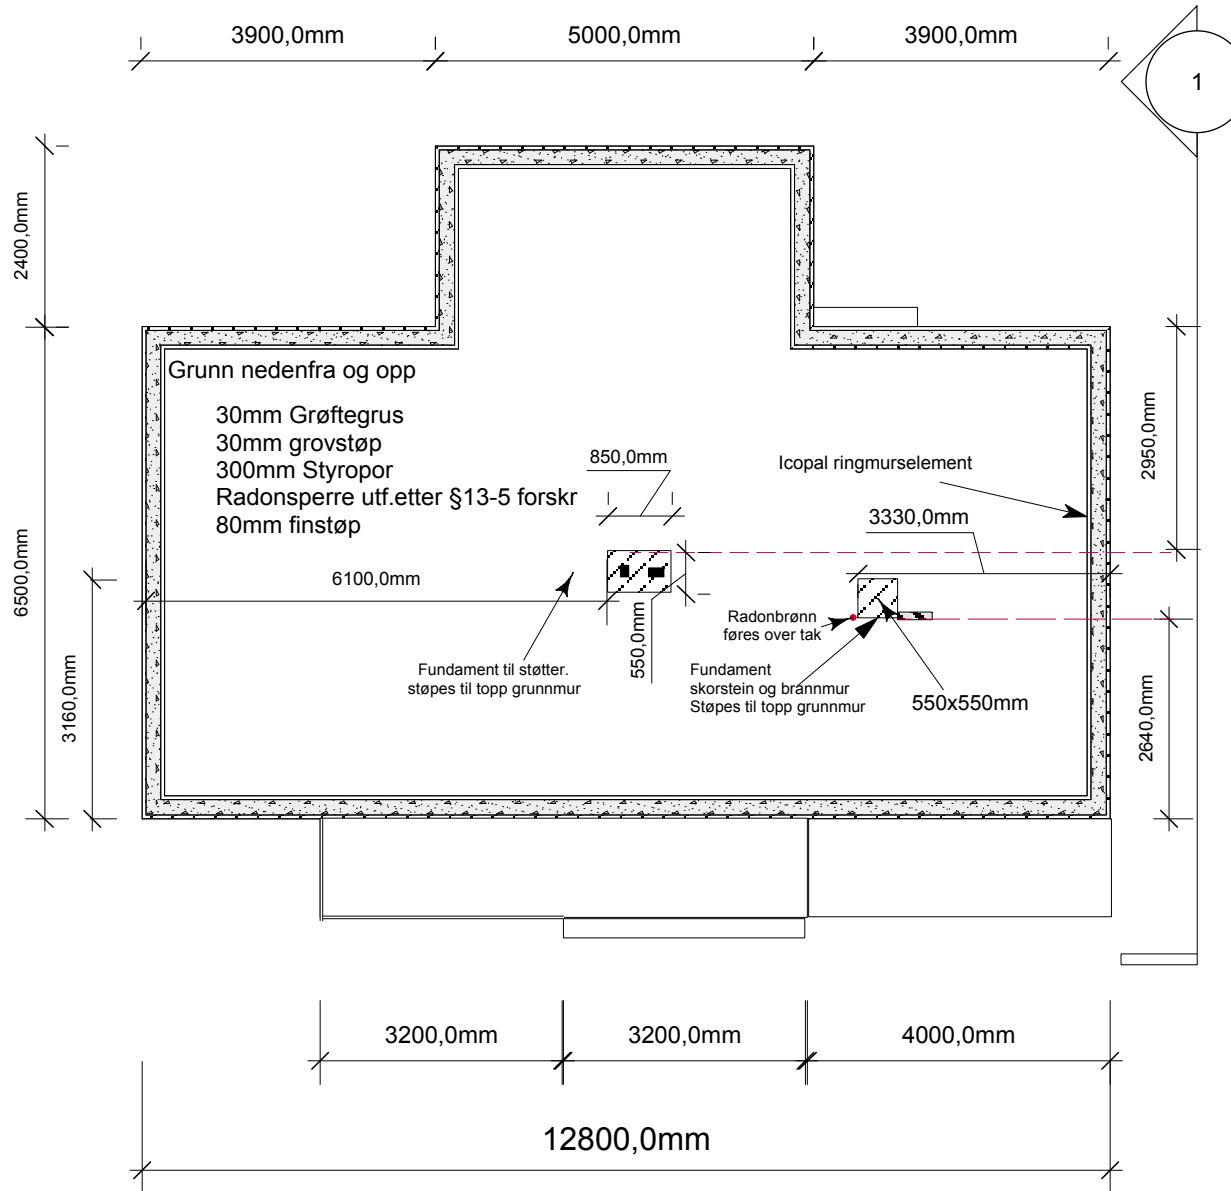 3900,0mm
5000,0mm
3900,0mm
1
2400,0mm
Grunn nedenfra og opp
30mm Grøftegrus
30mm grovstøp
300mm Styropor
Radonsperre utf.etter §13-5 forskr
80mm finstøp
850,0mm
Icopal ringmurselement
2950,0mm
3330,0mm
6500,0mm
6100,0mm
3160,0mm
550,0mm
Radonbrønn
føres over tak
Fundament til støtter.
støpes til topp grunnmur
Fundament
skorstein og brannmur
Støpes til topp grunnmur
550x550mm
2640,0mm
3200,0mm
3200,0mm
4000,0mm
12800,0mm